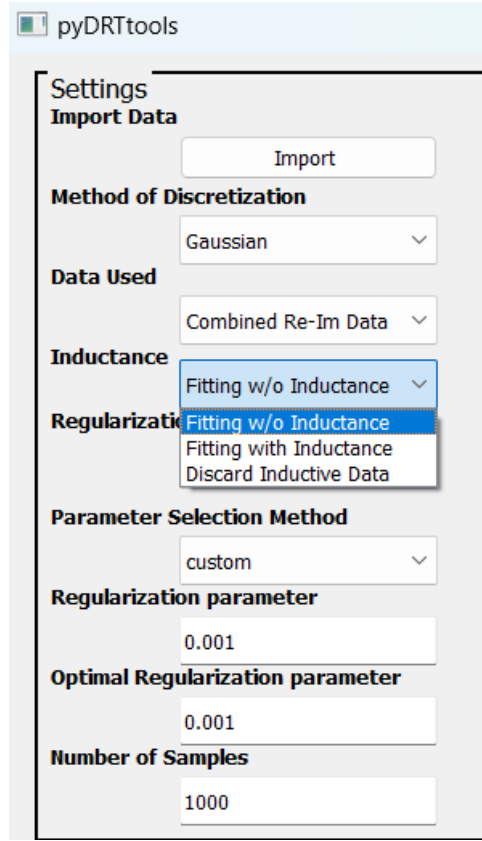 pyDRTtools
Settings
Import Data
Import
Method of Discretization
Gaussian
Data Used
Combined Re-Im Data
Inductance
Fitting w/o Inductance
Regularizati
Fitting w/o Inductance
Fitting with Inductance
Discard Inductive Data
Parameter Selection Method
custom
Regularization parameter
0.001
Optimal Regularization parameter
0.001
Number of Samples
1000